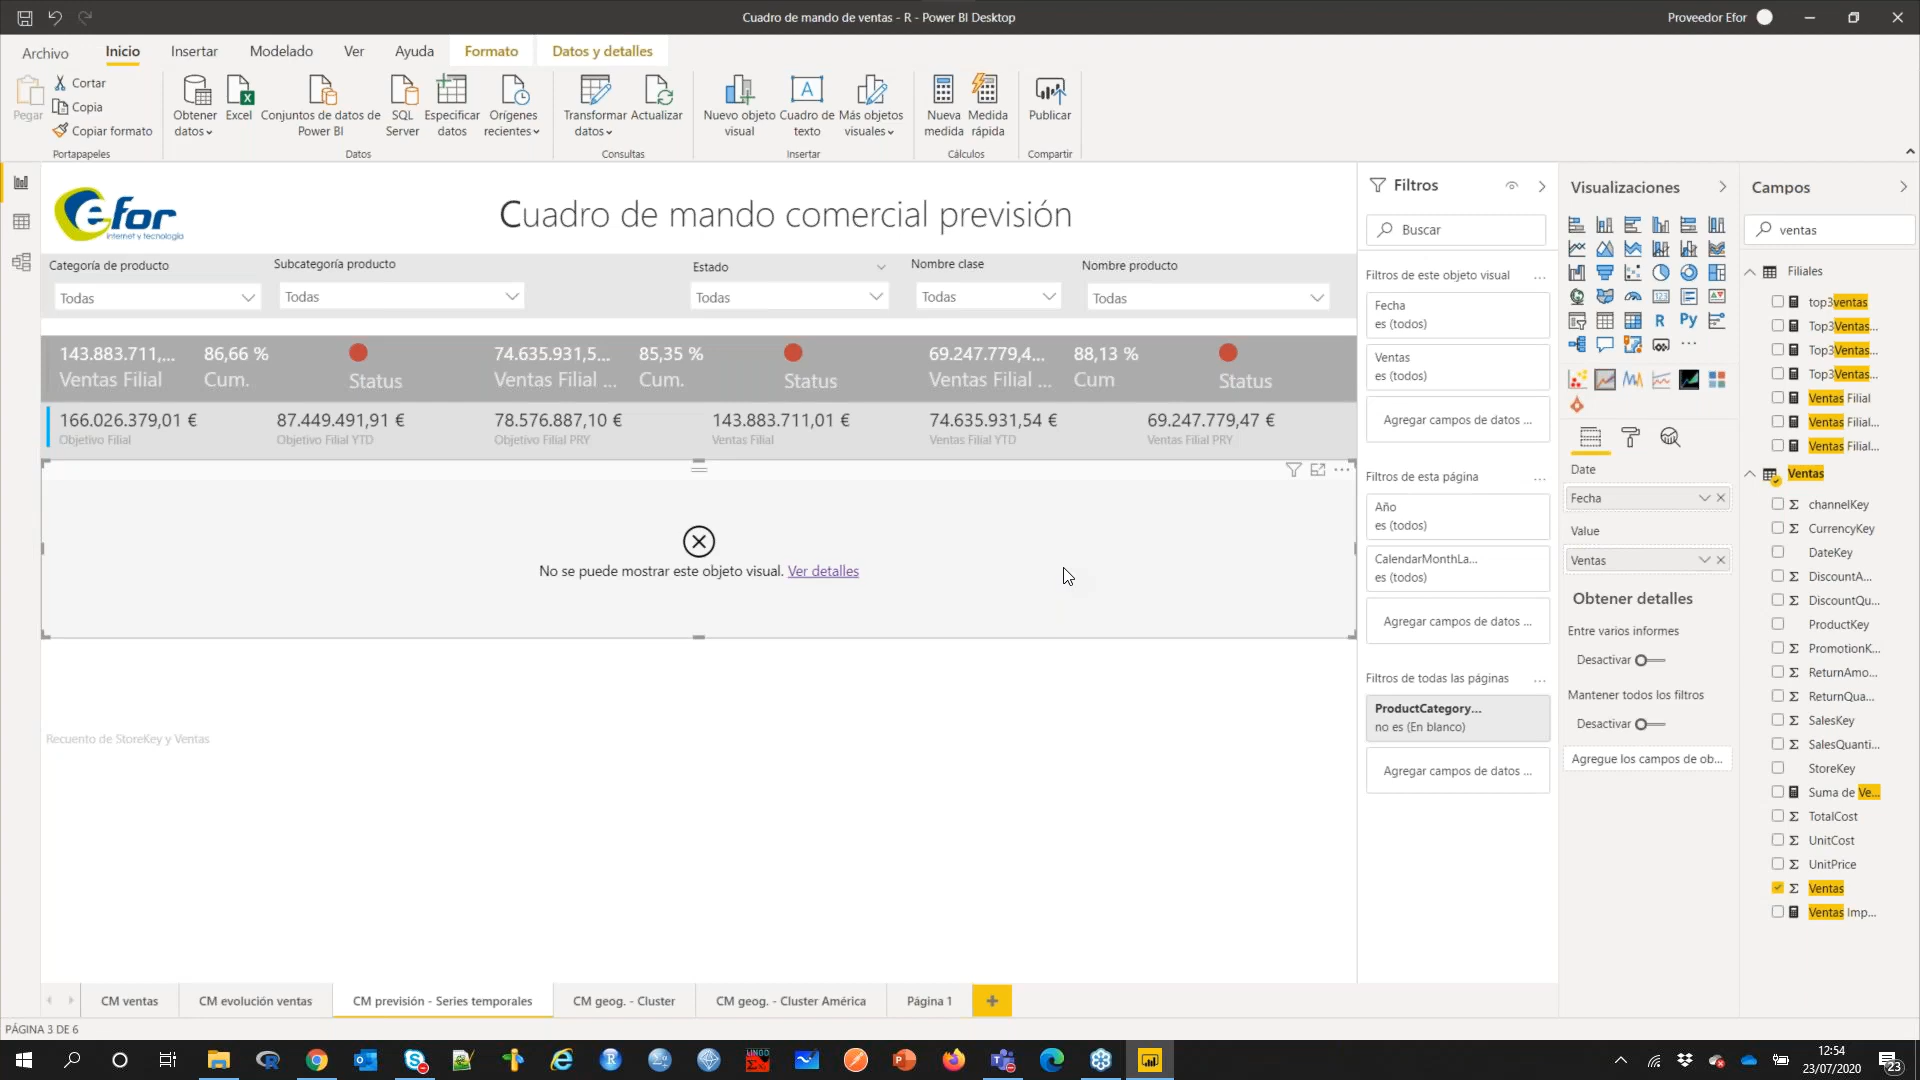 Cuadro de mando de ventas - R - Power BI Desktop
Proveedor Efor
Archivo
Inicio
Insertar
Modelado
Ver
Ayuda
Formato
Datos y detalles
Pegar
Cortar
Copia
Copiar formato
Portapapeles
Obtener
datos
Excel
Conjuntos de datos de
Power BI
SQL
Server
Especificar
datos
Orígenes
recientes
Datos
Transformar
datos
Actualizar
Consultas
Nuevo objeto
visual
Cuadro de
texto
Más objetos
visuales
Insertar
Nueva
medida
Medida
rápida
Cálculos
Publicar
Compartir
efor
internet y tecnología
Cuadro de mando comercial previsión
Categoría de producto
Todas
Subcategoría producto
Todas
Estado
Todas
Nombre clase
Todas
Nombre producto
Todas
143.883.711,...
Ventas Filial
86,66 %
Cum.
Status
74.635.931,5...
Ventas Filial ...
85,35 %
Cum.
Status
69.247.779,4...
Ventas Filial ...
88,13 %
Cum
Status
166.026.379,01 €
Objetivo Filial
87.449.491,91 €
Objetivo Filial YTD
78.576.887,10 €
Objetivo Filial PRY
143.883.711,01 €
Ventas Filial
74.635.931,54 €
Ventas Filial YTD
69.247.779,47 €
Ventas Filial PRY
No se puede mostrar este objeto visual. Ver detalles
Recuento de StoreKey y Ventas
Filtros
Buscar
Filtros de este objeto visual
Fecha
es (todos)
Ventas
es (todos)
Agregar campos de datos ...
Filtros de esta página
Año
es (todos)
CalendarMonthLa...
es (todos)
Agregar campos de datos ...
Filtros de todas las páginas
ProductCategory...
no es (En blanco)
Agregar campos de datos ...
Visualizaciones
R
Py
Date
Fecha
Value
Ventas
Obtener detalles
Entre varios informes
Desactivar
Mantener todos los filtros
Desactivar
Agregue los campos de ob...
Campos
ventas
Filiales
top3ventas
Top3Ventas...
Top3Ventas...
Top3Ventas...
Ventas Filial
Ventas Filial...
Ventas Filial...
Ventas
channelKey
CurrencyKey
DateKey
DiscountA...
DiscountQu...
ProductKey
PromotionK...
ReturnAmo...
ReturnQua...
SalesKey
SalesQuanti...
StoreKey
Suma de Ve...
TotalCost
UnitCost
UnitPrice
Ventas
Ventas Imp...
CM ventas
CM evolución ventas
CM previsión - Series temporales
CM geog. - Cluster
CM geog. - Cluster América
Página 1
PÁGINA 3 DE 6
LINGO
12:54
23/07/2020
23